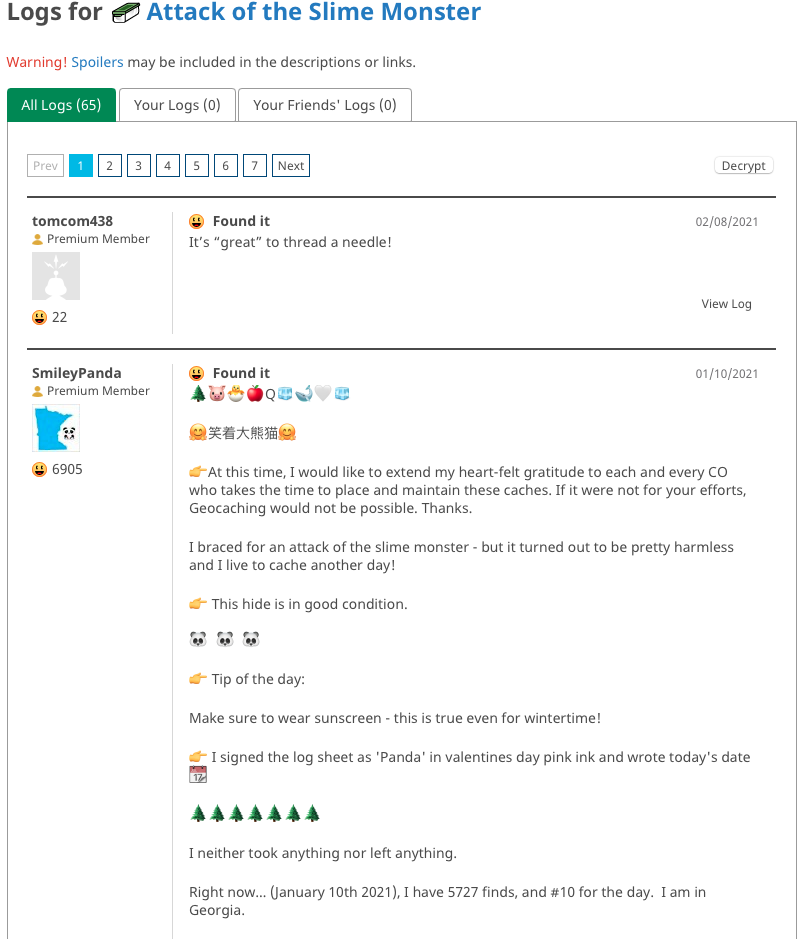 Logs for Attack of the Slime Monster
Warning! Spoilers may be included in the descriptions or links.
All Logs (65) Your Logs (0) Your Friends' Logs (0)
Prev 1 2 3 4 5 6 7 Next Decrypt
tomcom438 Found it 02/08/2021
Premium Member
It’s “great” to thread a needle!
22
View Log
SmileyPanda Found it 01/10/2021
Premium Member
🌲🐷🐣🍎Q🧊🐳🤍🧊
🤗笑着大熊猫🤗
6905
👉At this time, I would like to extend my heart-felt gratitude to each and every CO
who takes the time to place and maintain these caches. If it were not for your efforts,
Geocaching would not be possible. Thanks.
I braced for an attack of the slime monster - but it turned out to be pretty harmless
and I live to cache another day!
👉 This hide is in good condition.
🐼 🐼 🐼
👉 Tip of the day:
Make sure to wear sunscreen - this is true even for wintertime!
👉 I signed the log sheet as 'Panda' in valentines day pink ink and wrote today's date
📆
🌲🌲🌲🌲🌲🌲🌲
I neither took anything nor left anything.
Right now... (January 10th 2021), I have 5727 finds, and #10 for the day.  I am in
Georgia.